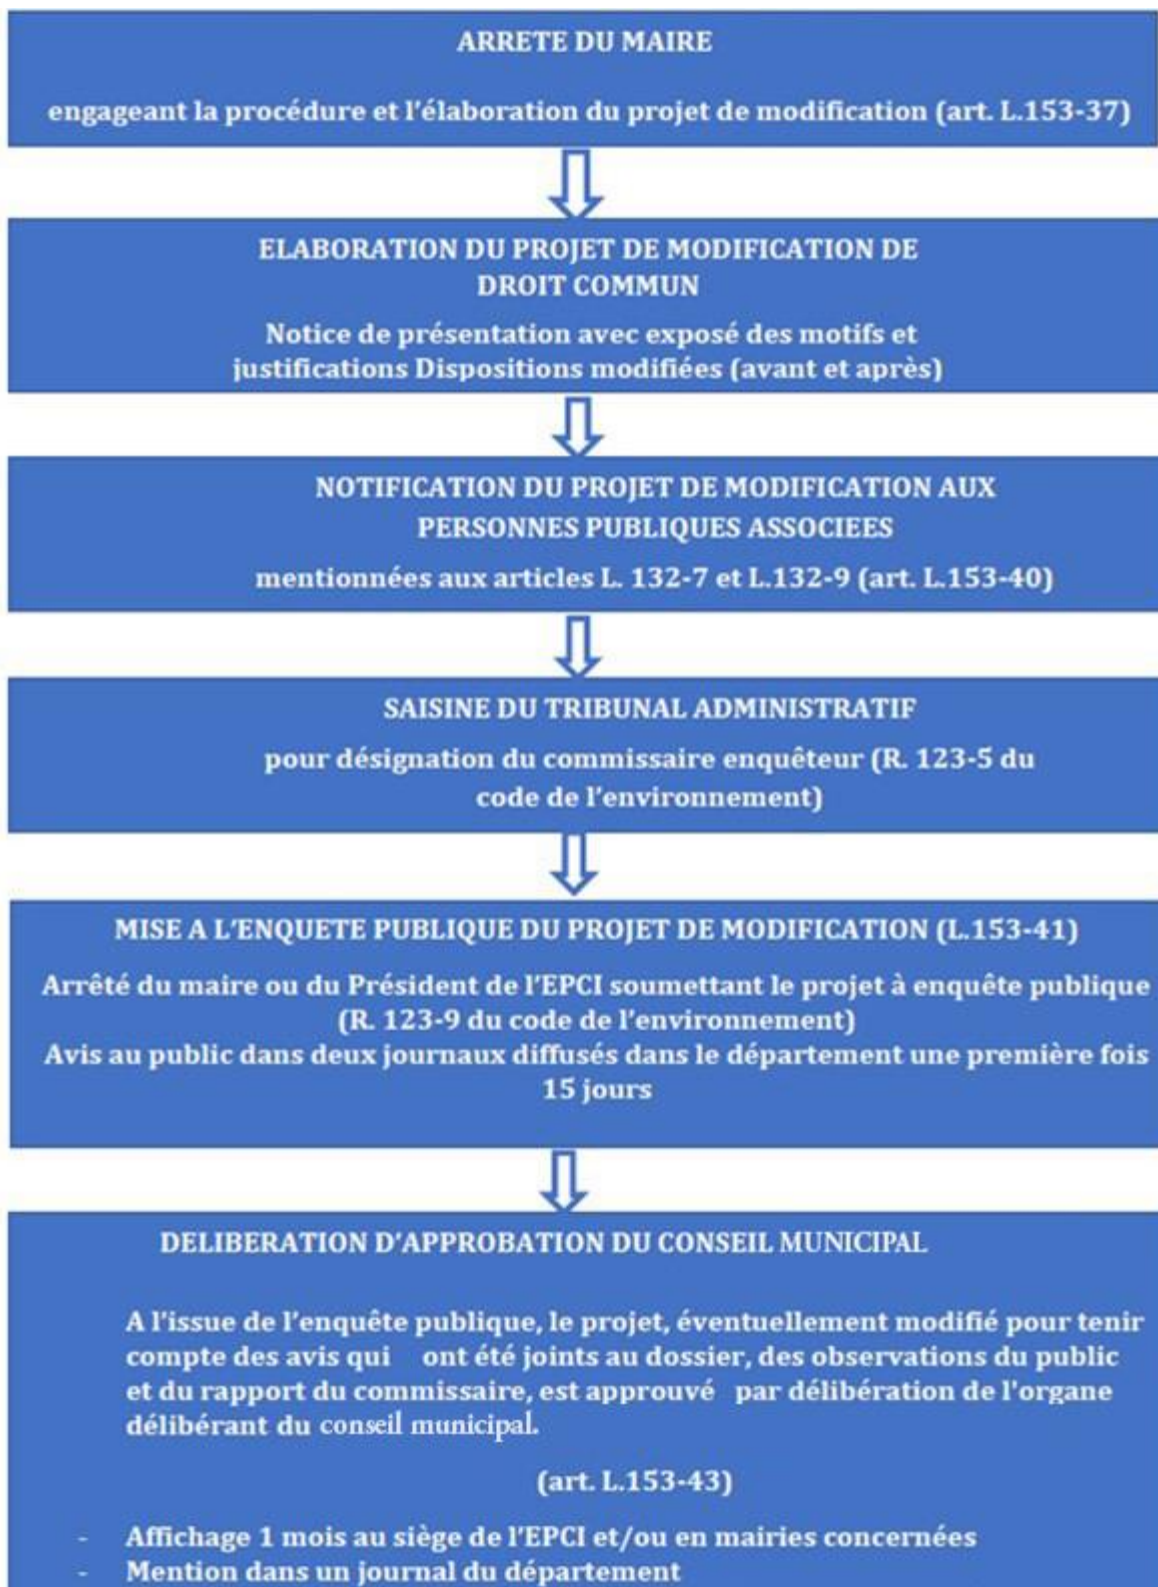 ARRETE DU MAIRE
engageant la procédure et l'élaboration du projet de modification (art. L.153-37)
ELABORATION DU PROJET DE MODIFICATION DE
DROIT COMMUN
Notice de présentation avec exposé des motifs et
justifications Dispositions modifiées (avant et après)
NOTIFICATION DU PROJET DE MODIFICATION AUX
PERSONNES PUBLIQUES ASSOCIEES
mentionnées aux articles L. 132-7 et L.132-9 (art. L.153-40)
SAISINE DU TRIBUNAL ADMINISTRATIF
pour désignation du commissaire enquêteur (R. 123-5 du
code de l'environnement)
MISE A L'ENQUETE PUBLIQUE DU PROJET DE MODIFICATION (L.153-41)
Arrêté du maire ou du Président de l'EPCI soumettant le projet à enquête publique
(R. 123-9 du code de l'environnement)
Avis au public dans deux journaux diffusés dans le département une première fois
15 jours
DELIBERATION D'APPROBATION DU CONSEIL MUNICIPAL
A l'issue de l'enquête publique, le projet, éventuellement modifié pour tenir
compte des avis qui ont été joints au dossier, des observations du public
et du rapport du commissaire, est approuvé par délibération de l'organe
délibérant du conseil municipal.
(art. L.153-43)
- Affichage 1 mois au siège de l'EPCI et/ou en mairies concernées
- Mention dans un journal du département